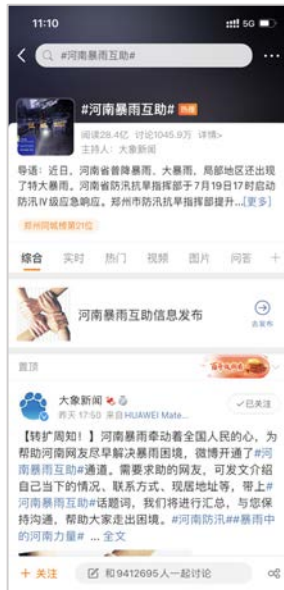 11:10
5G
#河南暴雨互助#
#河南暴雨互助# 热榜
阅读28.4亿 讨论1045.9万 详情>
主持人：大象新闻
导语：近日，河南省普降暴雨、大暴雨，局部地区还出现
了特大暴雨。河南省防汛抗旱指挥部于7月19日17时启动
防汛Ⅳ级应急响应。郑州市防汛抗旱指挥部提升...[更多]
郑州同城榜第21位
综合 实时 热门 视频 图片 问答 +
河南暴雨互助信息发布
去发布
置顶
大象新闻
昨天 17:50 来自HUAWEI Mate...
✓已关注
【转扩周知！】河南暴雨牵动着全国人民的心，为
帮助河南网友尽早解决暴雨困境，微博开通了#河
南暴雨互助#通道。需要求助的网友，可发文介绍
自己当下的情况、联系方式、现居地址等，带上#
河南暴雨互助#话题词，我们将进行汇总，与您保
持沟通，帮助大家走出困境。#河南防汛##暴雨中
的河南力量# ... 全文
+ 关注
和9412695人一起讨论